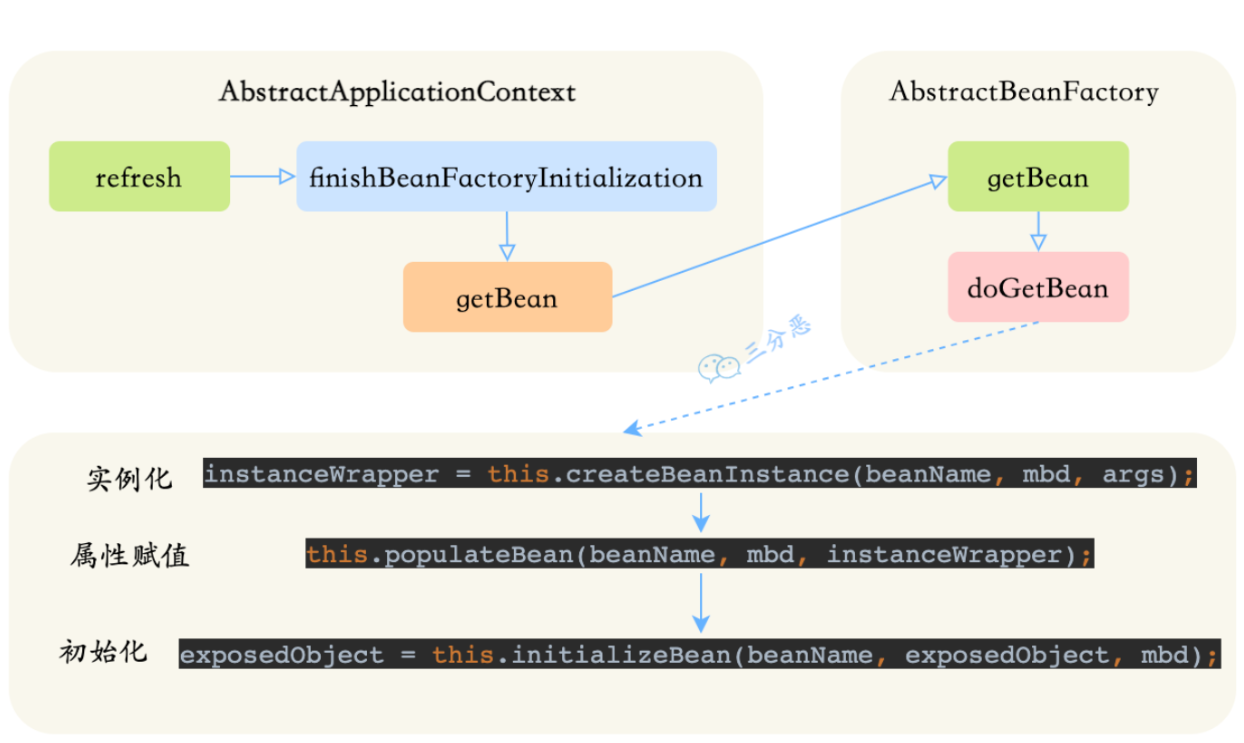 AbstractApplicationContext
AbstractBeanFactory
refresh
finishBeanFactoryInitialization
getBean
getBean
doGetBean
三分恶
实例化 instanceWrapper = this.createBeanInstance(beanName, mbd, args);
属性赋值 this.populateBean(beanName, mbd, instanceWrapper);
初始化 exposedObject = this.initializeBean(beanName, exposedObject, mbd);